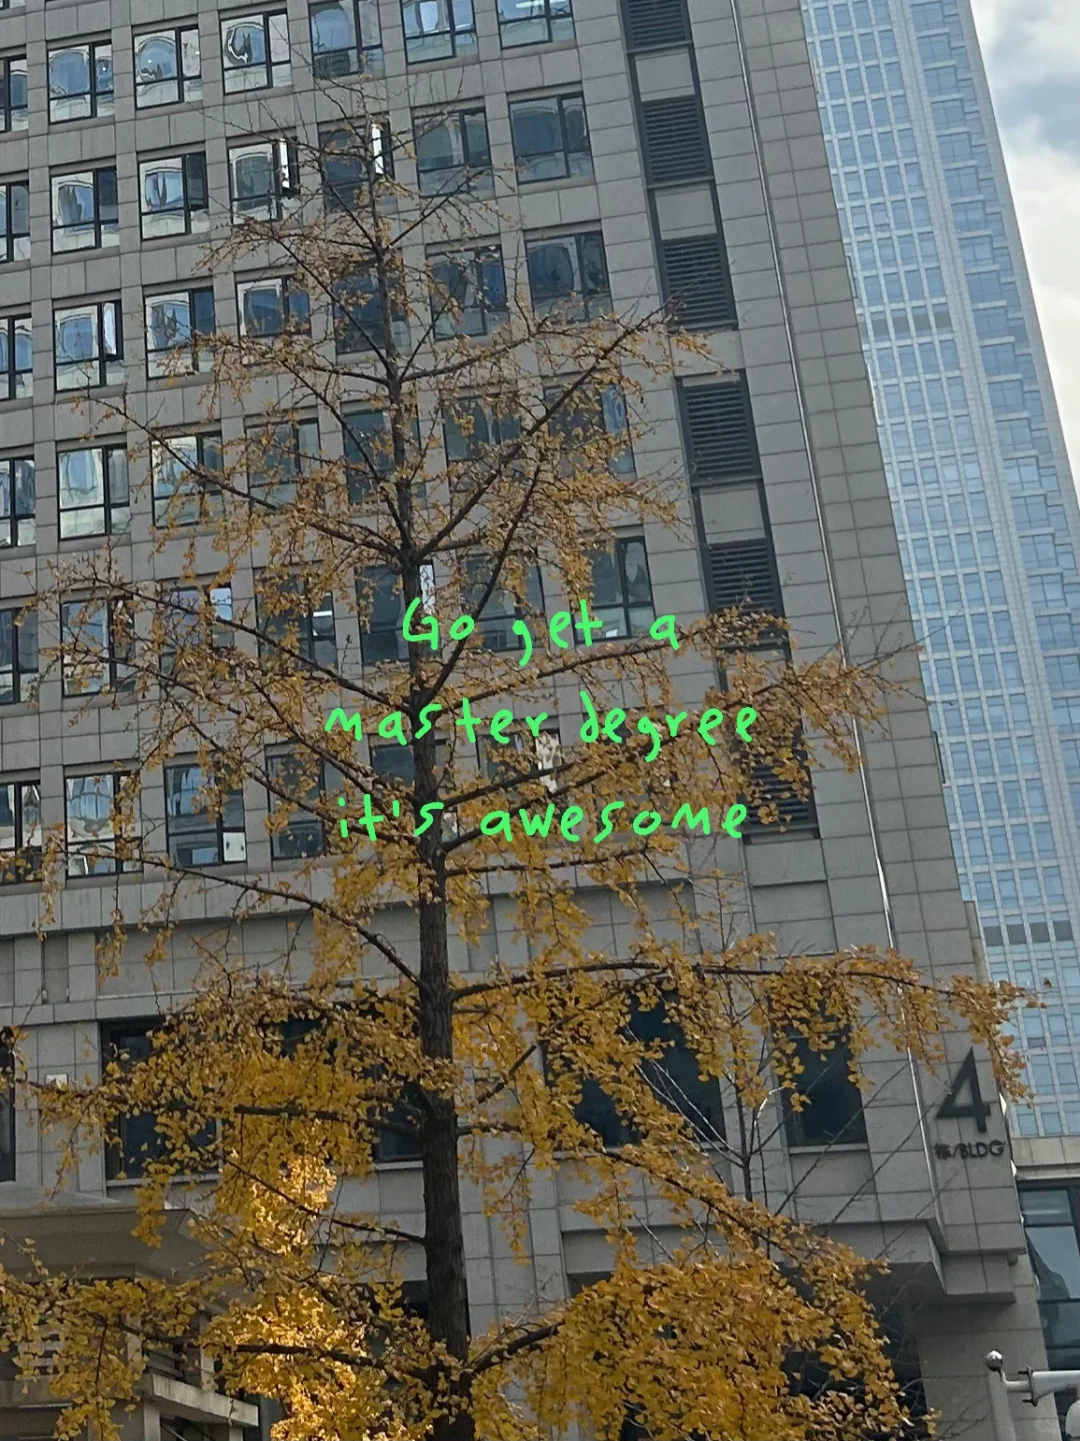 Go get a
master degree
it's awesome
4
栋/BLDG